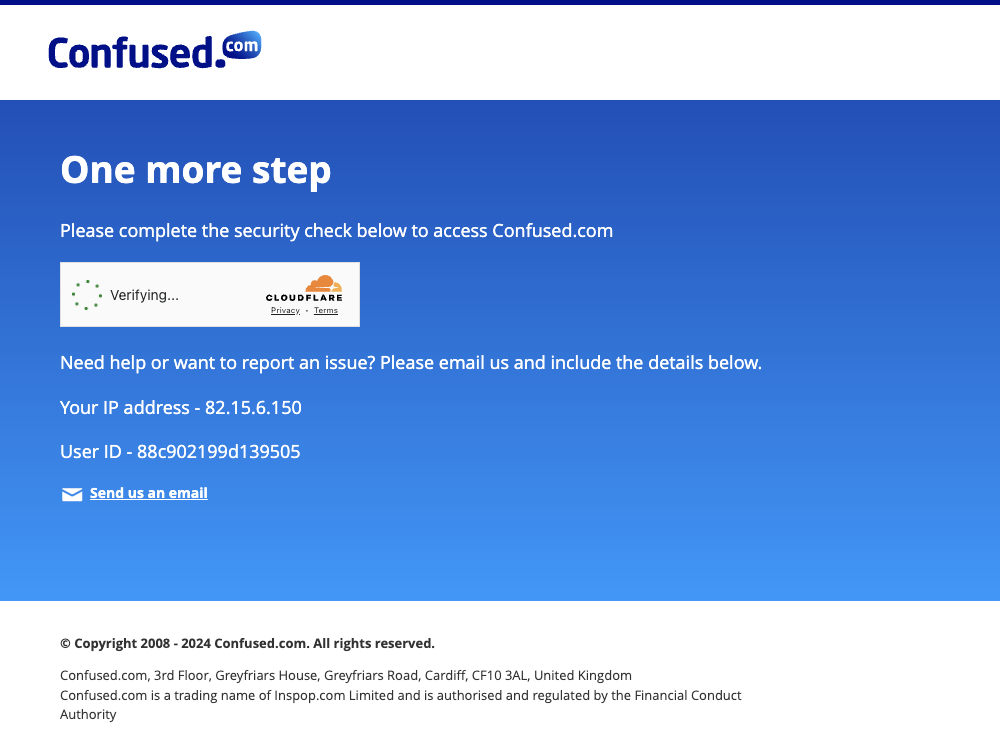 Confused.com
One more step
Please complete the security check below to access Confused.com
Verifying...
CLOUDFLARE
Privacy • Terms
Need help or want to report an issue? Please email us and include the details below.
Your IP address - 82.15.6.150
User ID - 88c902199d139505
Send us an email
© Copyright 2008 - 2024 Confused.com. All rights reserved.
Confused.com, 3rd Floor, Greyfriars House, Greyfriars Road, Cardiff, CF10 3AL, United Kingdom
Confused.com is a trading name of Inspop.com Limited and is authorised and regulated by the Financial Conduct
Authority